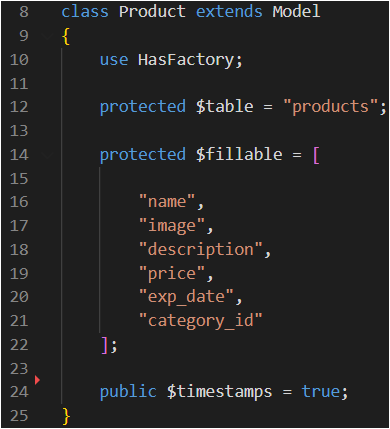 8 class Product extends Model
9 {
10 use HasFactory;
11
12 protected $table = "products";
13
14 protected $fillable = [
15
16 "name",
17 "image",
18 "description",
19 "price",
20 "exp_date",
21 "category_id"
22 ];
23
24 public $timestamps = true;
25 }